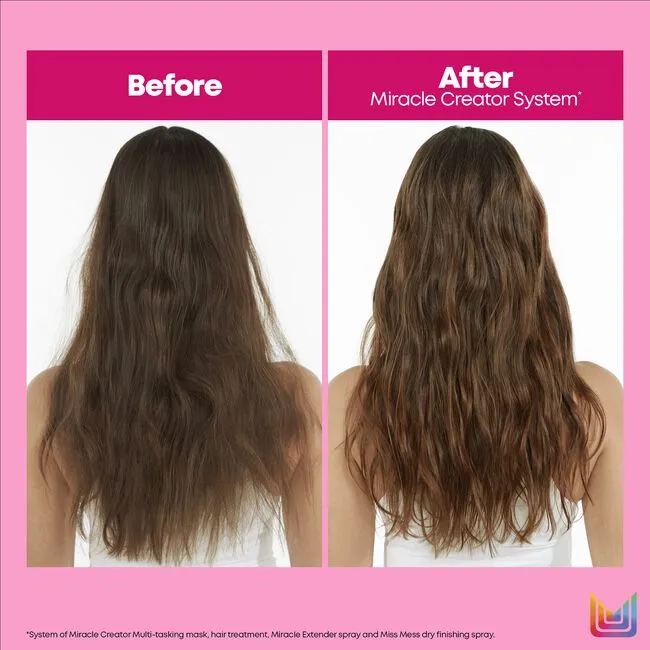 Before
After
Miracle Creator System*
*System of Miracle Creator Multi-tasking mask, hair treatment, Miracle Extender spray and Miss Mess dry finishing spray.